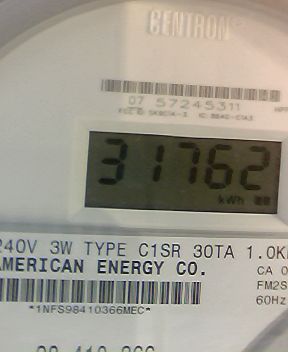 CENTRON
07 57245311
31762
kWh
240V 3W TYPE C1SR 30TA 1.0K
AMERICAN ENERGY CO.
CA 0
FM2S
*1NFS98410366MEC*
60Hz